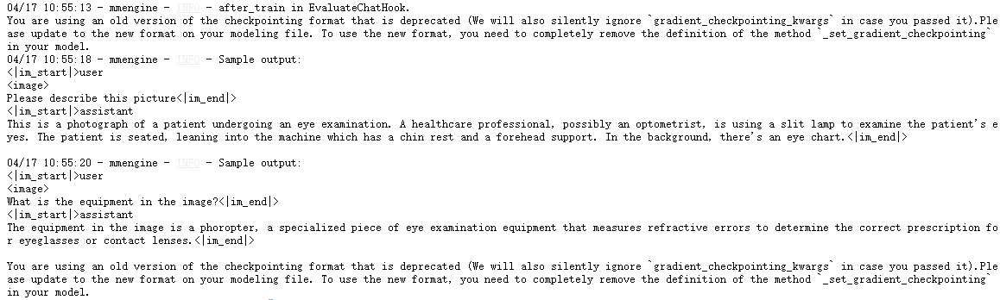 04/17 10:55:13 - mmengine - INFO - after_train in EvaluateChatHook.
You are using an old version of the checkpointing format that is deprecated (We will also silently ignore `gradient_checkpointing_kwargs` in case you passed it).Ple
ase update to the new format on your modeling file. To use the new format, you need to completely remove the definition of the method `_set_gradient_checkpointing`
in your model.
04/17 10:55:18 - mmengine - INFO - Sample output:
<|im_start|>user
<image>
Please describe this picture<|im_end|>
<|im_start|>assistant
This is a photograph of a patient undergoing an eye examination. A healthcare professional, possibly an optometrist, is using a slit lamp to examine the patient's e
yes. The patient is seated, leaning into the machine which has a chin rest and a forehead support. In the background, there's an eye chart.<|im_end|>
04/17 10:55:20 - mmengine - INFO - Sample output:
<|im_start|>user
<image>
What is the equipment in the image?<|im_end|>
<|im_start|>assistant
The equipment in the image is a phoropter, a specialized piece of eye examination equipment that measures refractive errors to determine the correct prescription fo
r eyeglasses or contact lenses.<|im_end|>
You are using an old version of the checkpointing format that is deprecated (We will also silently ignore `gradient_checkpointing_kwargs` in case you passed it).Ple
ase update to the new format on your modeling file. To use the new format, you need to completely remove the definition of the method `_set_gradient_checkpointing`
in your model.